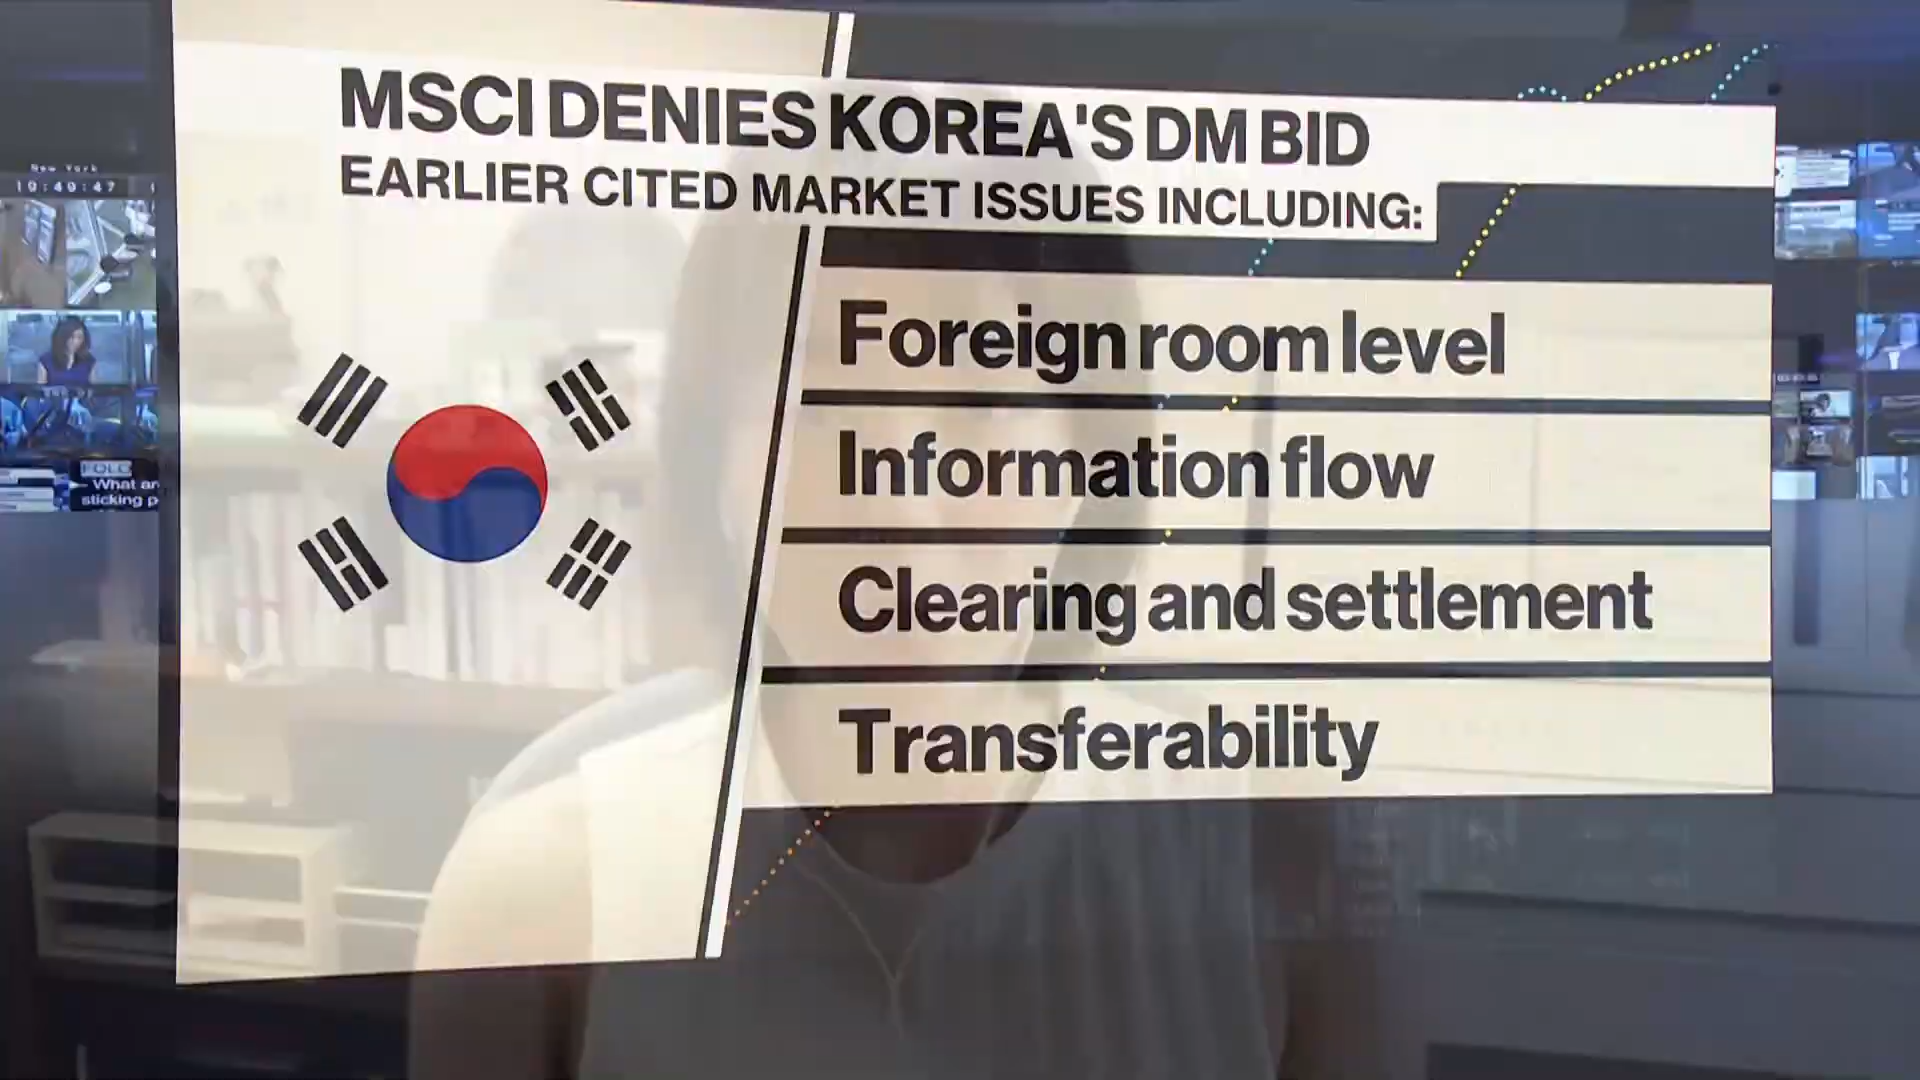 MSCI DENIES KOREA'S DM BID
EARLIER CITED MARKET ISSUES INCLUDING:
New York
19:49:47
Foreign room level
Information flow
Clearing and settlement
Transferability
What ar
sticking p